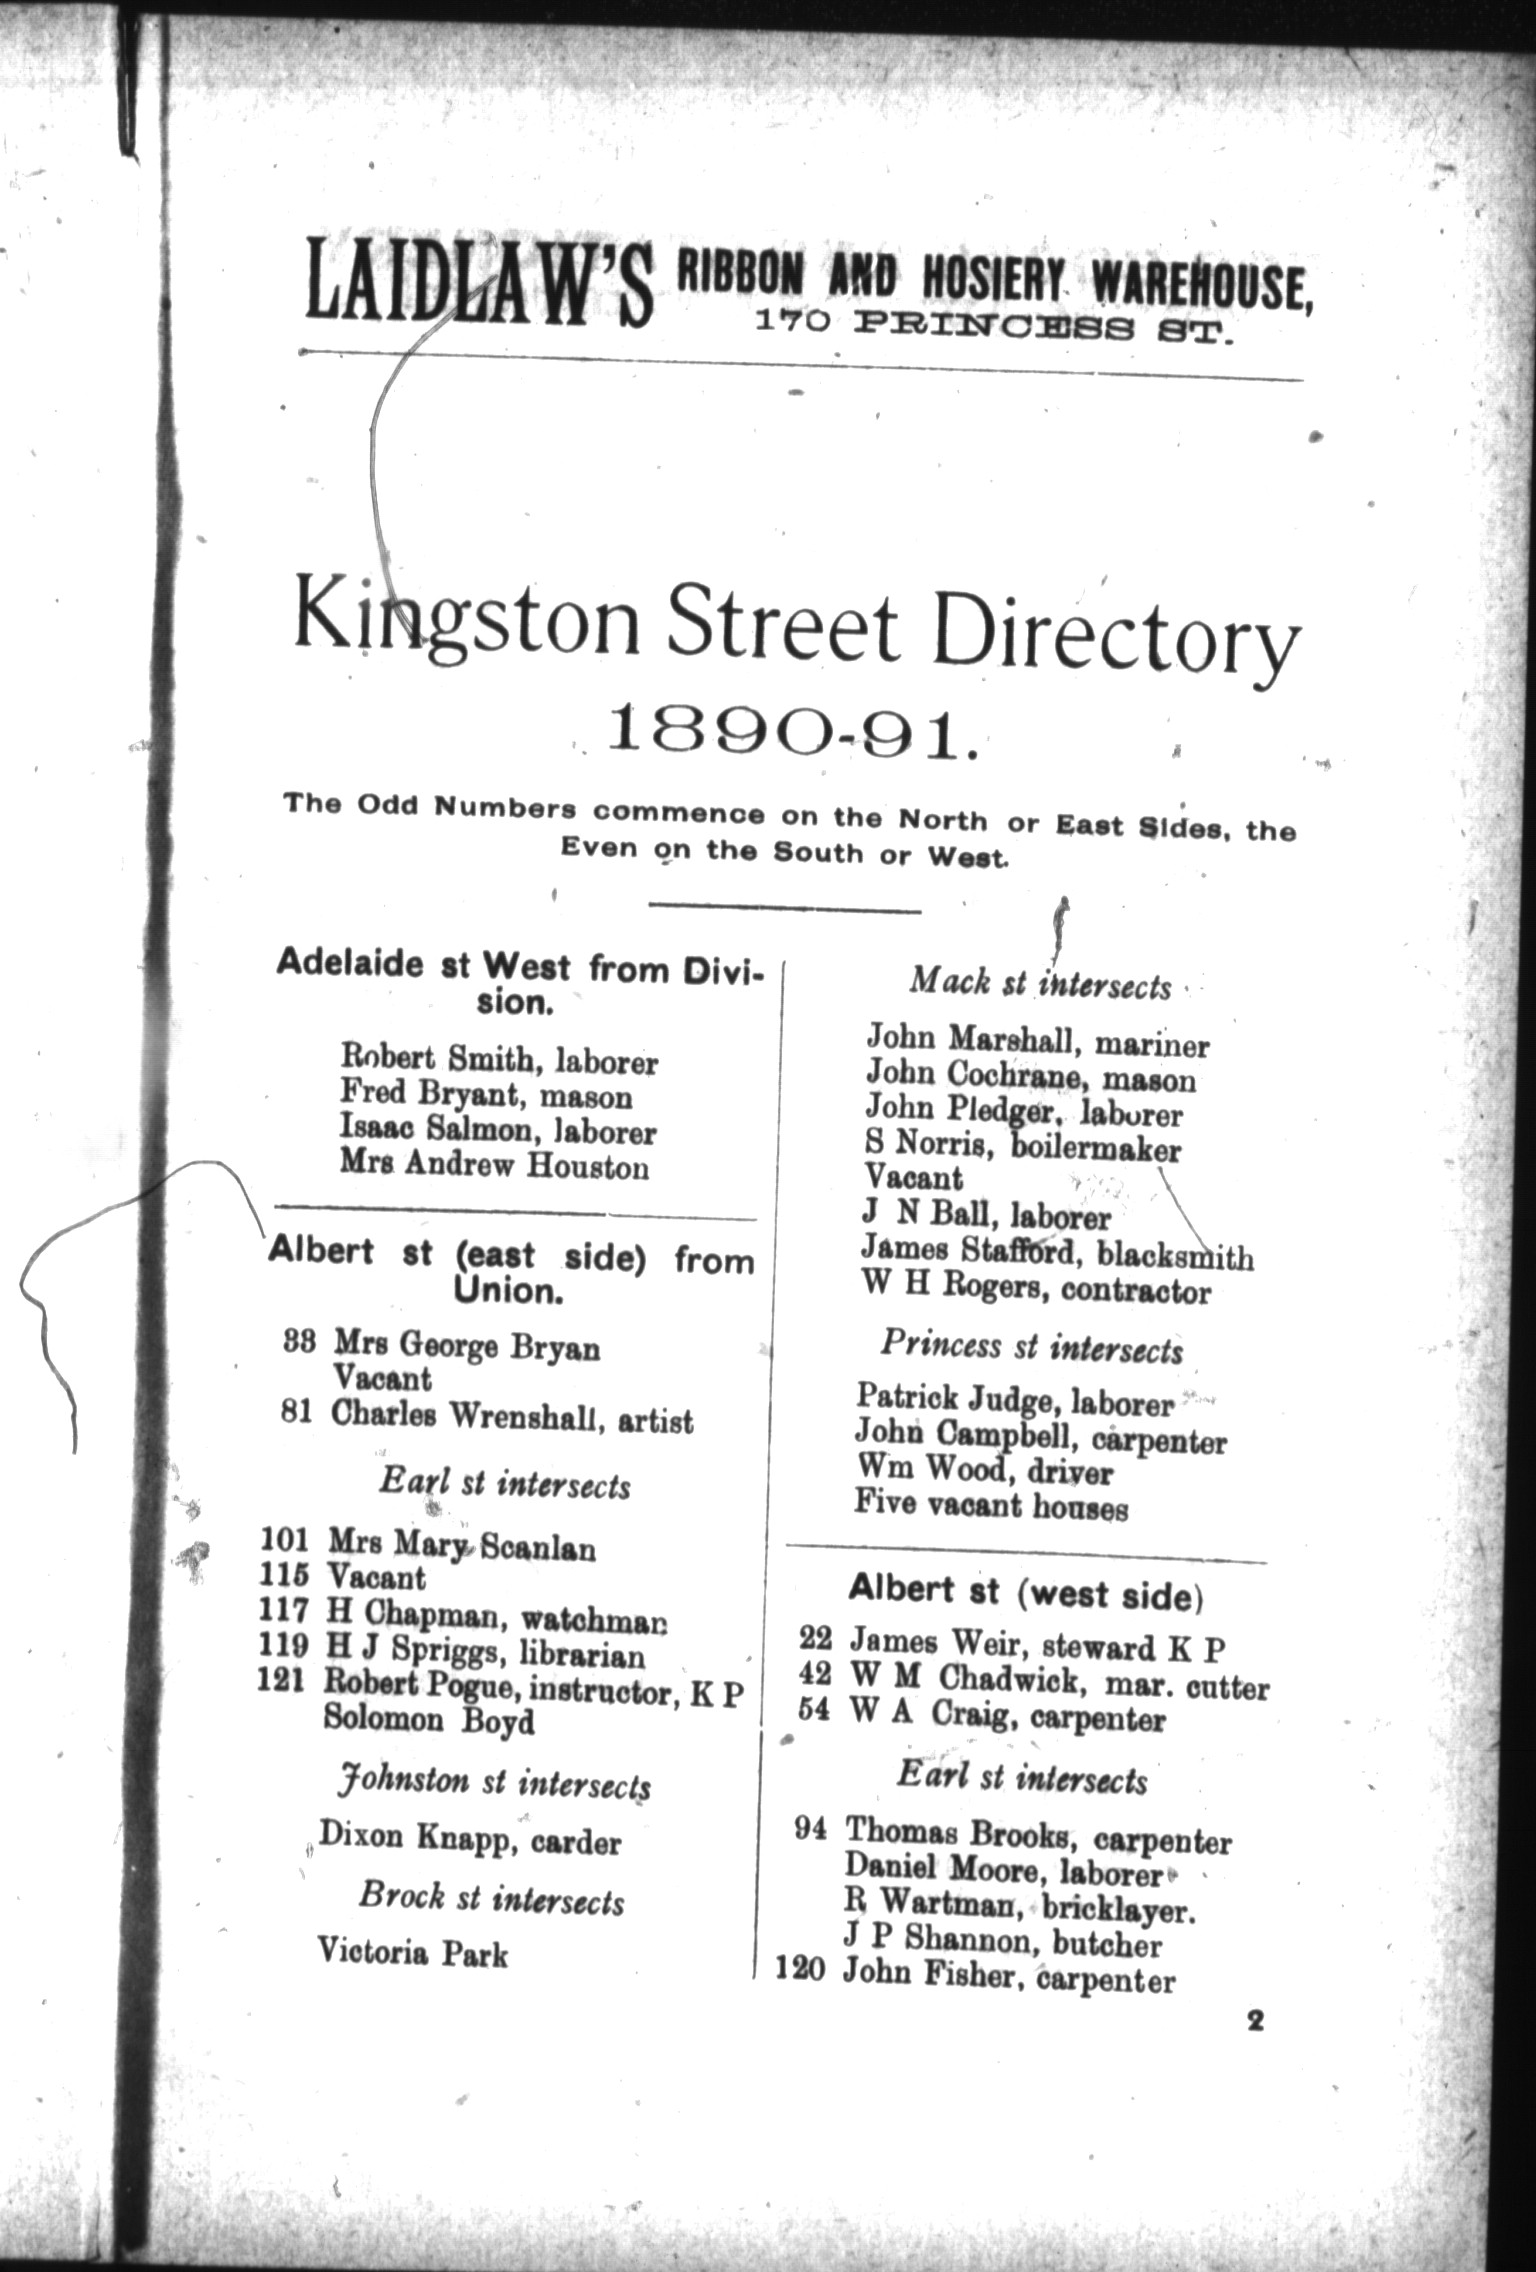 LAIDLAW'S RIBBON AND HOSIERY WAREHOUSE,
170 PRINCESS ST.
Kingston Street Directory
1890-91.
The Odd Numbers commence on the North or East Sides, the
Even on the South or West.
Adelaide st West from Divi-
sion.
Robert Smith, laborer
Fred Bryant, mason
Isaac Salmon, laborer
Mrs Andrew Houston
Albert st (east side) from
Union.
33 Mrs George Bryan
Vacant
81 Charles Wrenshall, artist
Earl st intersects
101 Mrs Mary Scanlan
115 Vacant
117 H Chapman, watchman
119 H J Spriggs, librarian
121 Robert Pogue, instructor, K P
Solomon Boyd
Johnston st intersects
Dixon Knapp, carder
Brock st intersects
Victoria Park
Mack st intersects
John Marshall, mariner
John Cochrane, mason
John Pledger, laborer
S Norris, boilermaker
Vacant
J N Ball, laborer
James Stafford, blacksmith
W H Rogers, contractor
Princess st intersects
Patrick Judge, laborer
John Campbell, carpenter
Wm Wood, driver
Five vacant houses
Albert st (west side)
22 James Weir, steward K P
42 W M Chadwick, mar. cutter
54 W A Craig, carpenter
Earl st intersects
94 Thomas Brooks, carpenter
Daniel Moore, laborer
R Wartman, bricklayer.
J P Shannon, butcher
120 John Fisher, carpenter
2